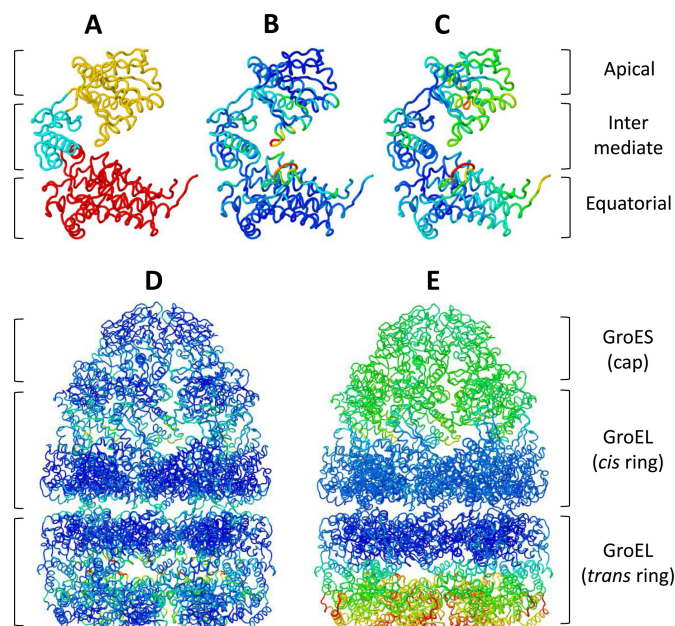 A
B
C
Apical
Inter
mediate
Equatorial
D
E
GroES
(cap)
GroEL
(cis ring)
GroEL
(trans ring)